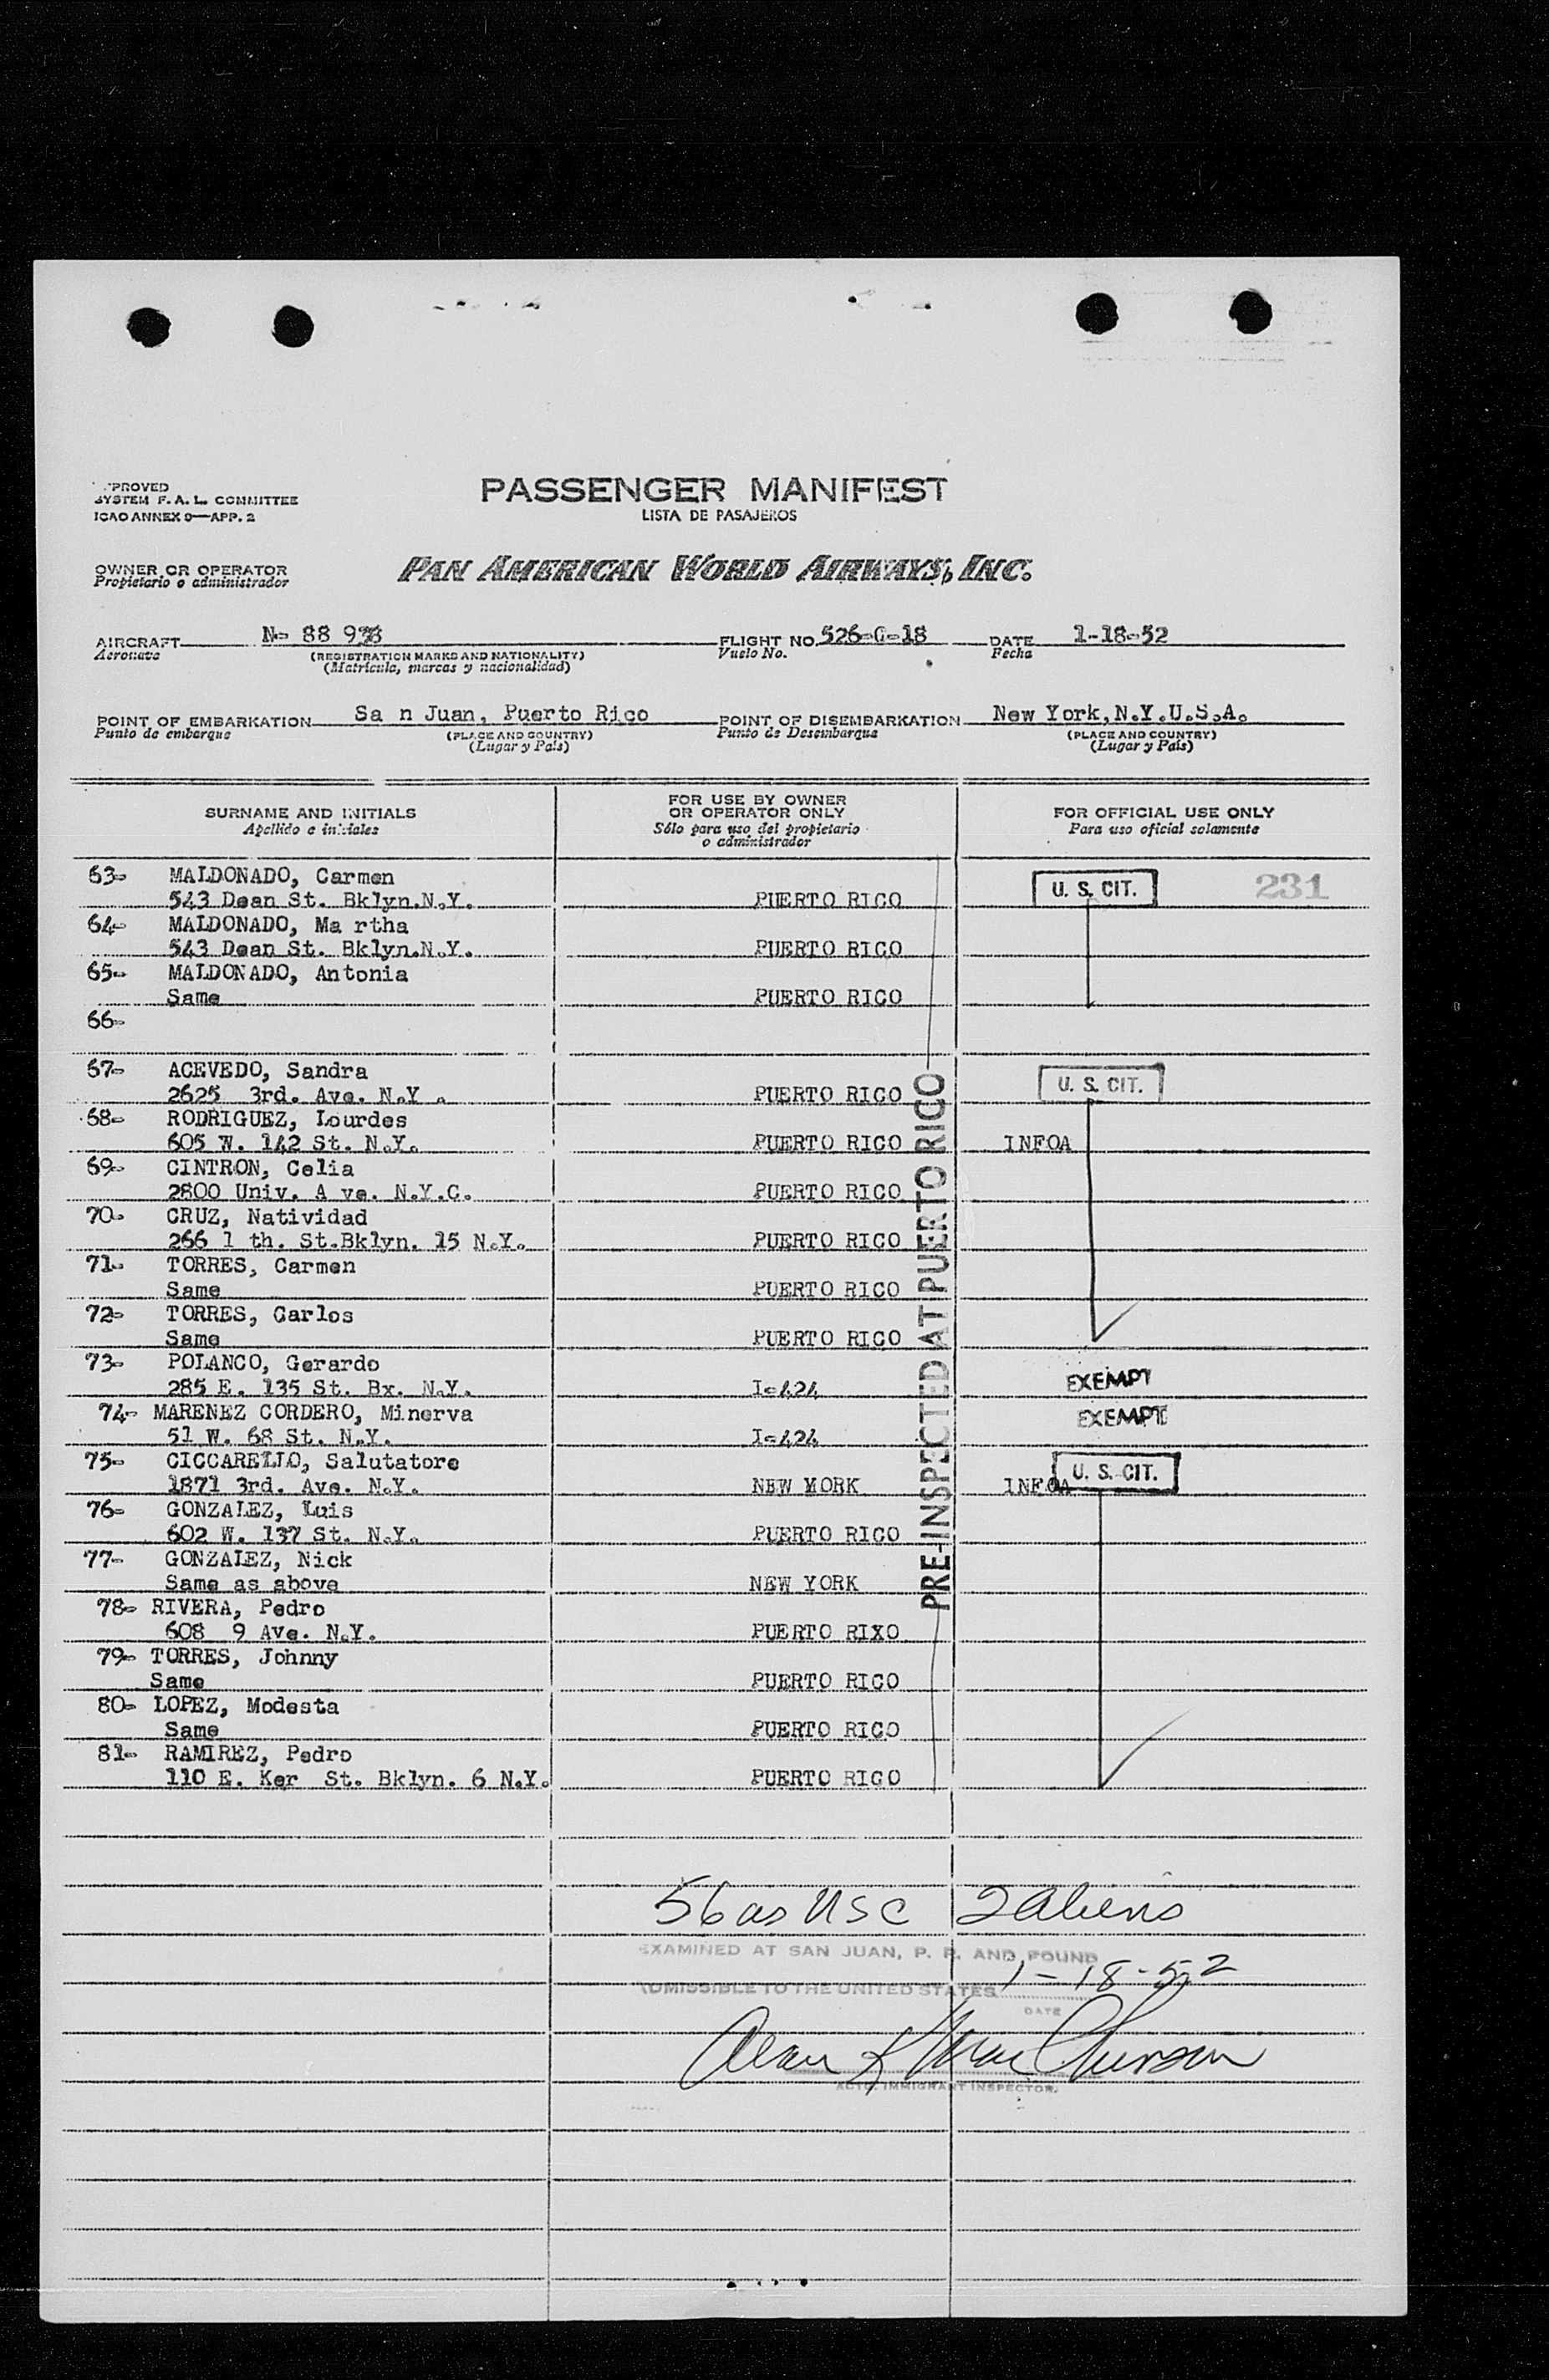 PROVED
SYSTEM F. A. L. COMMITTEE
ICAO ANNEX 9—APP. 2
PASSENGER MANIFEST
LISTA DE PASAJEROS
OWNER OR OPERATOR
Propietario o administrador
PAN AMERICAN WORLD AIRWAYS, INC.
AIRCRAFT N- 88 9 FLIGHT NO. 526-C-18 DATE 1-18-52
Aeronave (REGISTRATION MARKS AND NATIONALITY) Vuelo No. Fecha
(Matrícula, marcas y nacionalidad)
POINT OF EMBARKATION Sa n Juan, Puerto Rico POINT OF DISEMBARKATION New York, N.Y.U.S.A.
Punto de embarque (PLACE AND COUNTRY) Punto de Desembarque (PLACE AND COUNTRY)
(Lugar y País) (Lugar y País)
SURNAME AND INITIALS FOR USE BY OWNER OR OPERATOR ONLY FOR OFFICIAL USE ONLY
Apellido e iniciales Sólo para uso del propietario o administrador Para uso oficial solamente
63- MALDONADO, Carmen U. S. CIT. 231
543 Dean St. Bklyn.N.Y. PUERTO RICO
64- MALDONADO, Ma rtha
543 Dean St. Bklyn.N.Y. PUERTO RICO
65- MALDONADO, Antonia
Same PUERTO RICO
66-
67- ACEVEDO, Sandra U. S. CIT.
2625 3rd. Ave. N.Y . PUERTO RICO
68- RODRIGUEZ, Lourdes
605 W. 142 St. N.Y. PUERTO RICO INFOA
69- CINTRON, Celia
2800 Univ. A ve. N.Y.C. PUERTO RICO
70- CRUZ, Natividad
266 1 th. St.Bklyn. 15 N.Y. PUERTO RICO
71- TORRES, Carmen
Same PUERTO RICO
72- TORRES, Carlos
Same PUERTO RICO
73- POLANCO, Gerardo EXEMPT
285 E. 135 St. Bx. N.Y. I-424
74- MARENEZ CORDERO, Minerva EXEMPT
51 W. 68 St. N.Y. I-424
75- CICCARELLO, Salutatore U. S. CIT.
1871 3rd. Ave. N.Y. NEW YORK INFOA
76- GONZALEZ, Luis
602 W. 137 St. N.Y. PUERTO RICO
77- GONZALEZ, Nick
Same as above NEW YORK
78- RIVERA, Pedro
608 9 Ave. N.Y. PUERTO RIXO
79- TORRES, Johnny
Same PUERTO RICO
80- LOPEZ, Modesta
Same PUERTO RICO
81- RAMIREZ, Pedro
110 E. Ker St. Bklyn. 6 N.Y. PUERTO RICO
PRE-INSPECTED AT PUERTO RICO
56 as USC 2 aliens
EXAMINED AT SAN JUAN, P. R. AND FOUND
ADMISSIBLE TO THE UNITED STATES 1-18-52
DATE
ACTG. IMMIGRANT INSPECTOR.